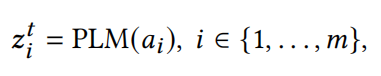 z_i^t = PLM(a_i), i ∈ {1, . . . , m},